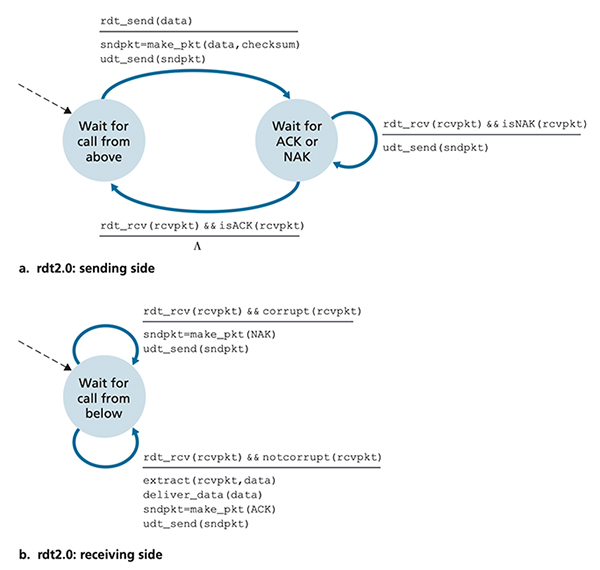 rdt_send(data)
sndpkt=make_pkt(data,checksum)
udt_send(sndpkt)
Wait for
call from
above
Wait for
ACK or
NAK
rdt_rcv(rcvpkt) && isNAK(rcvpkt)
udt_send(sndpkt)
rdt_rcv(rcvpkt) && isACK(rcvpkt)
Λ
a. rdt2.0: sending side
rdt_rcv(rcvpkt) && corrupt(rcvpkt)
sndpkt=make_pkt(NAK)
udt_send(sndpkt)
Wait for
call from
below
rdt_rcv(rcvpkt) && notcorrupt(rcvpkt)
extract(rcvpkt,data)
deliver_data(data)
sndpkt=make_pkt(ACK)
udt_send(sndpkt)
b. rdt2.0: receiving side